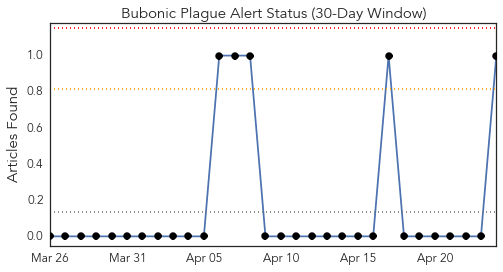 Bubonic Plague Alert Status (30-Day Window)
Articles Found
1.0
0.8
0.6
0.4
0.2
0.0
Mar 26 Mar 31 Apr 05 Apr 10 Apr 15 Apr 20